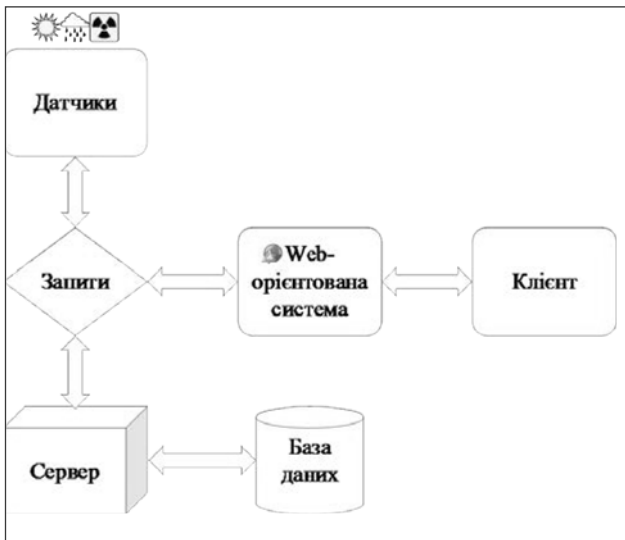 Датчики
Запити
Web-
орієнтована
система
Клієнт
Сервер
База
даних